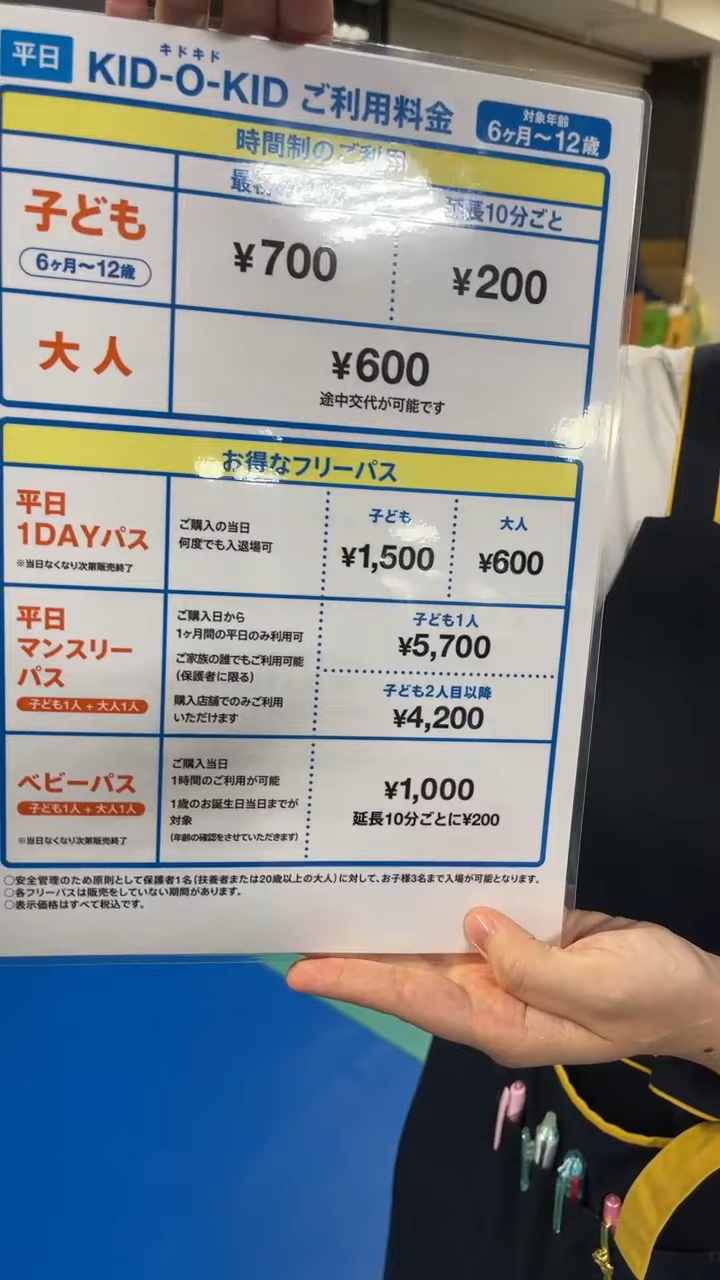 平日
キドキド
KID-O-KID ご利用料金
対象年齢
6ヶ月〜12歳
時間制のご利用
延長10分ごと
子ども
6ヶ月〜12歳
¥700
¥200
大人
¥600
途中交代が可能です
お得なフリーパス
平日
1DAYパス
※当日なくなり次第販売終了
ご購入の当日
何度でも入退場可
子ども
¥1,500
大人
¥600
平日
マンスリー
パス
子ども1人+大人1人
ご購入日から
1ヶ月間の平日のみ利用可
ご家族の誰でもご利用可能
(保護者に限る)
購入店舗でのみご利用
いただけます
子ども1人
¥5,700
子ども2人目以降
¥4,200
ベビーパス
子ども1人+大人1人
※当日なくなり次第販売終了
ご購入当日
1時間のご利用が可能
1歳のお誕生日当日までが
対象
(年齢の確認をさせていただきます)
¥1,000
延長10分ごとに¥200
○安全管理のため原則として保護者1名(扶養者または20歳以上の大人)に対して、お子様3名まで入場が可能となります。
○各フリーパスは販売をしていない期間があります。
○表示価格はすべて税込です。